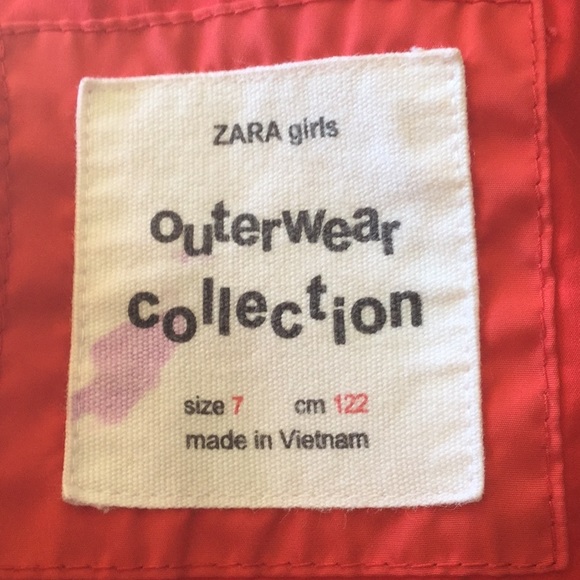 ZARA girls
outerwear
collection
size 7 cm 122
made in Vietnam